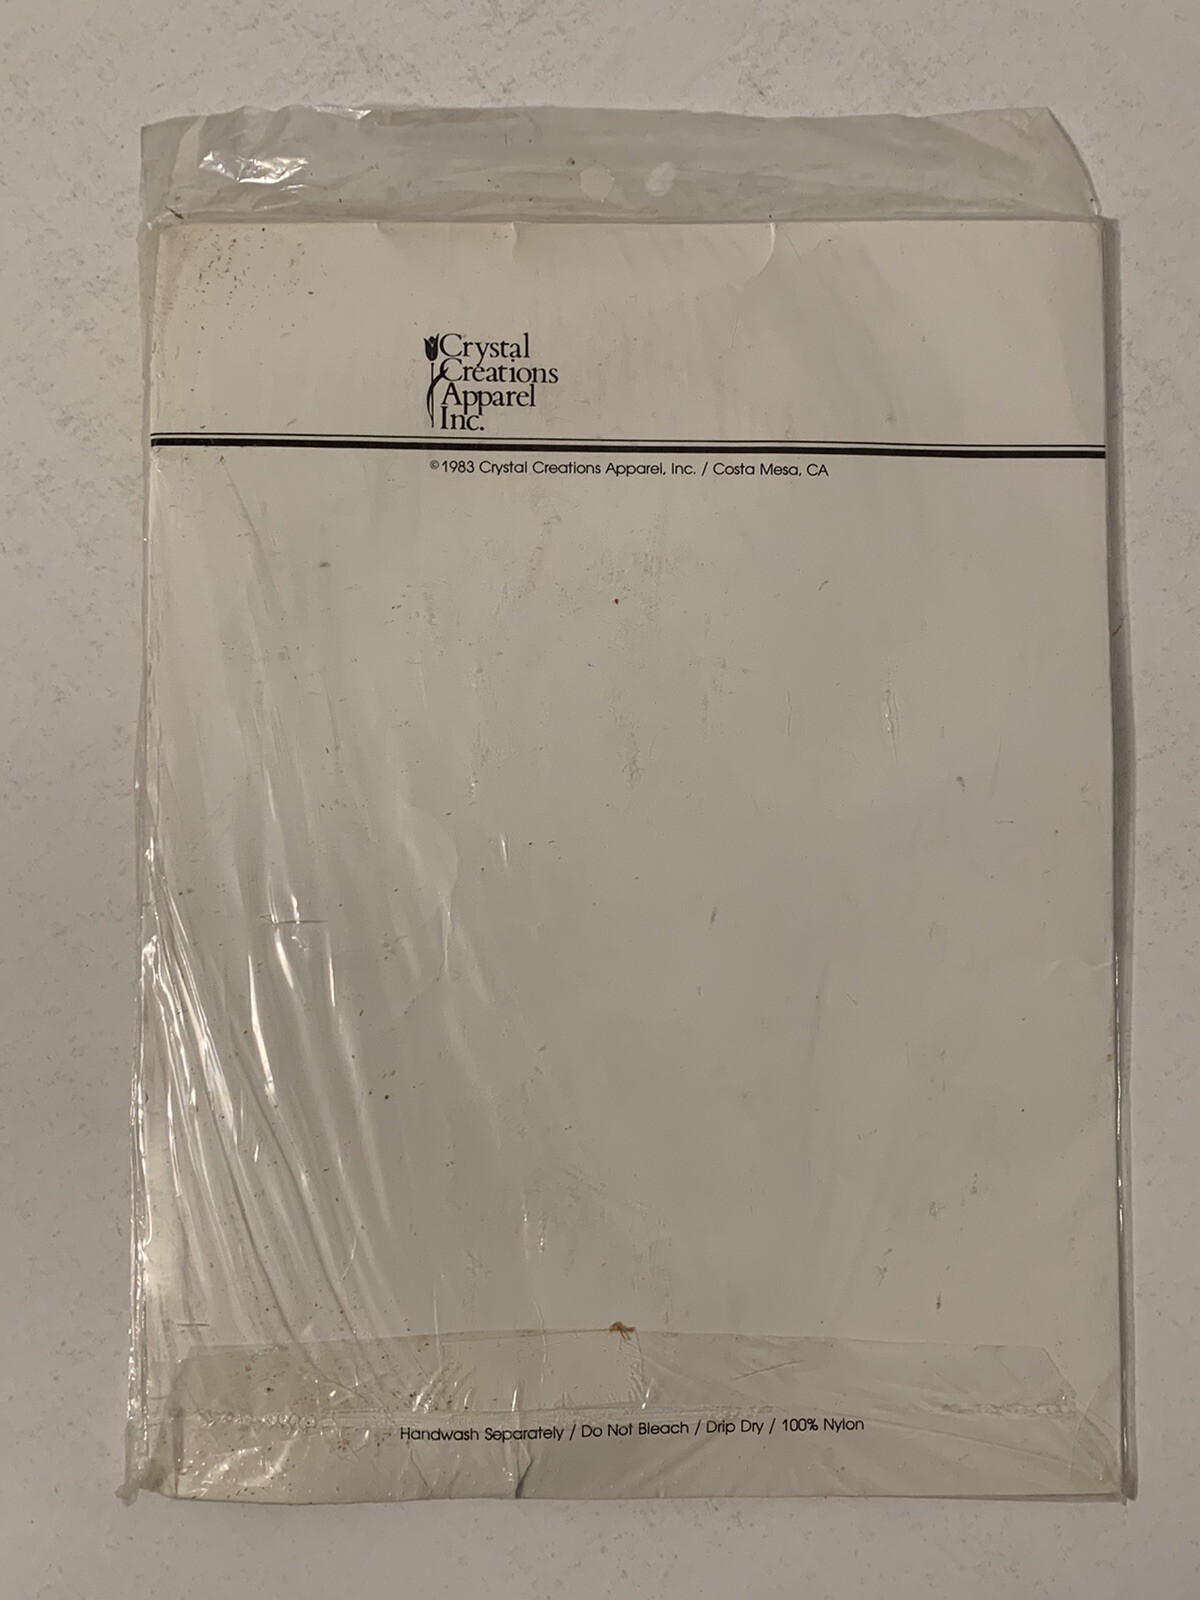 Crystal
Creations
Apparel
Inc.
©1983 Crystal Creations Apparel, Inc. / Costa Mesa, CA
Handwash Separately / Do Not Bleach / Drip Dry / 100% Nylon